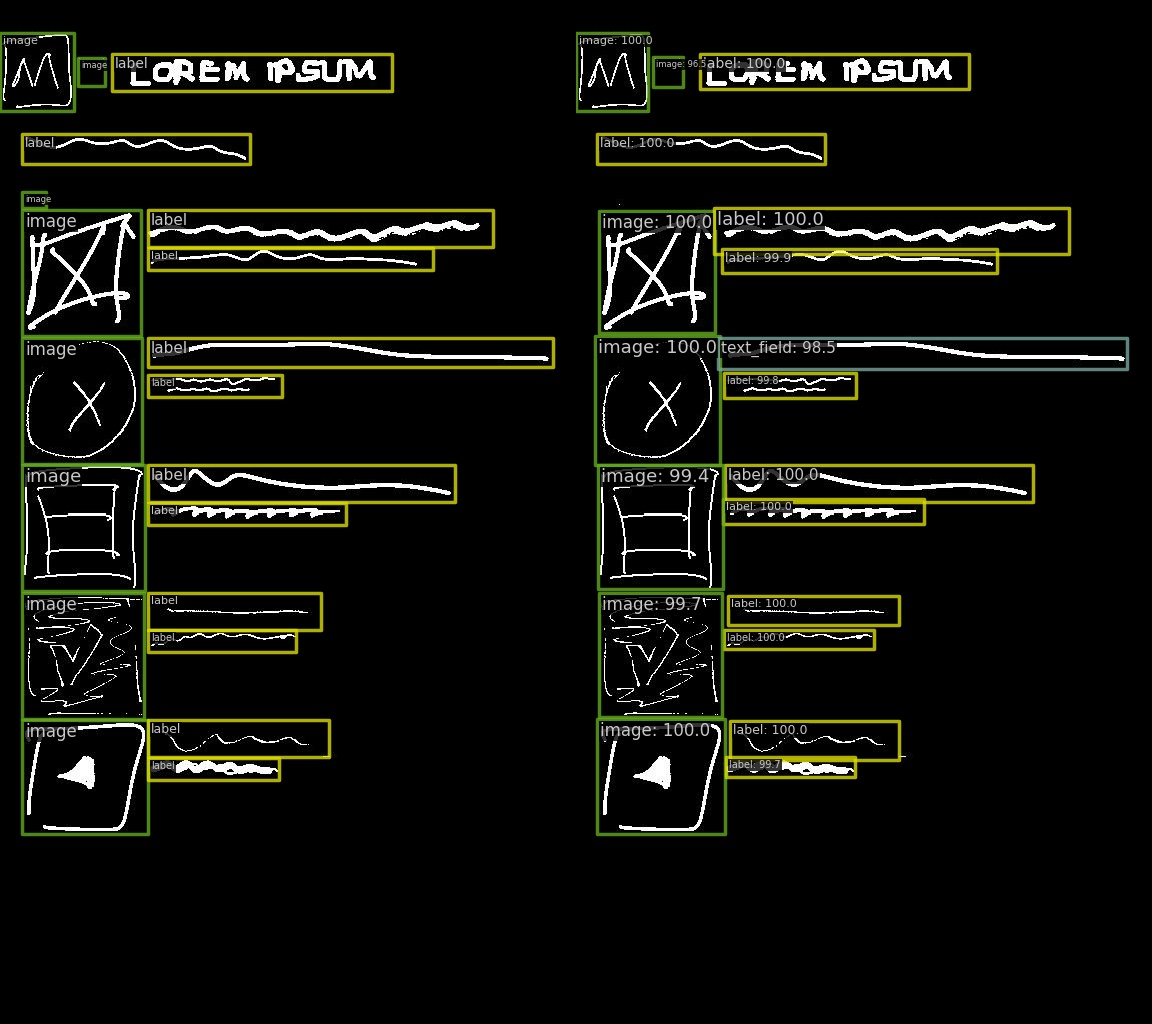 image image: 100.0
image label LOREM IPSUM image: 96.5 label: 100.0 LOREM IPSUM
label label: 100.0
image
image label image: 100.0 label: 100.0
label label: 99.9
image label image: 100.0 text_field: 98.5
label label: 99.8
image label image: 99.4 label: 100.0
label label: 100.0
image label image: 99.7 label: 100.0
label label: 100.0
image label image: 100.0 label: 100.0
label label: 99.7